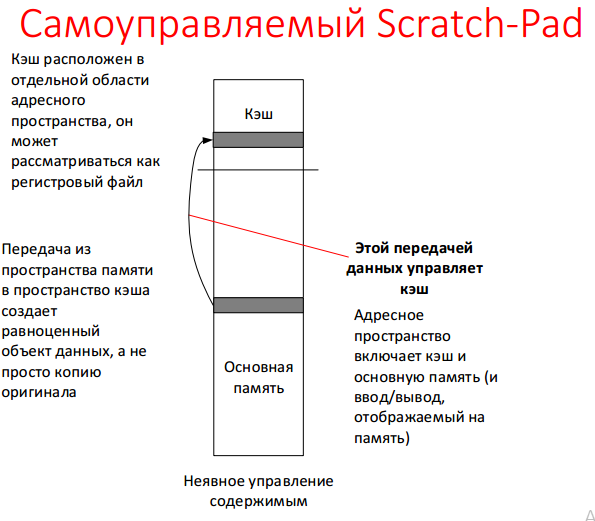 Самоуправляемый Scratch-Pad
Кэш расположен в
отдельной области
адресного
пространства, он
может
рассматриваться как
регистровый файл
Кэш
Передача из
пространства памяти
в пространство кэша
создает
равноценный
объект данных, а не
просто копию
оригинала
Этой передачей
данных управляет
кэш
Адресное
пространство
включает кэш и
основную память (и
ввод/вывод,
отображаемый на
память)
Основная
память
Неявное управление
содержимым
А